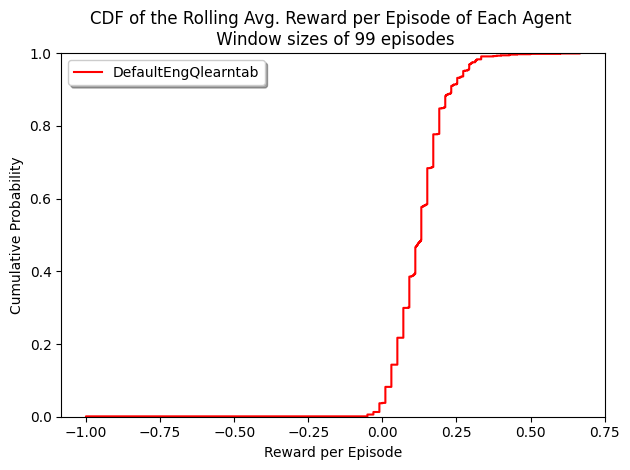 CDF of the Rolling Avg. Reward per Episode of Each Agent
Window sizes of 99 episodes
DefaultEngQlearntab
Cumulative Probability
1.0
0.8
0.6
0.4
0.2
0.0
−1.00 −0.75 −0.50 −0.25 0.00 0.25 0.50 0.75
Reward per Episode